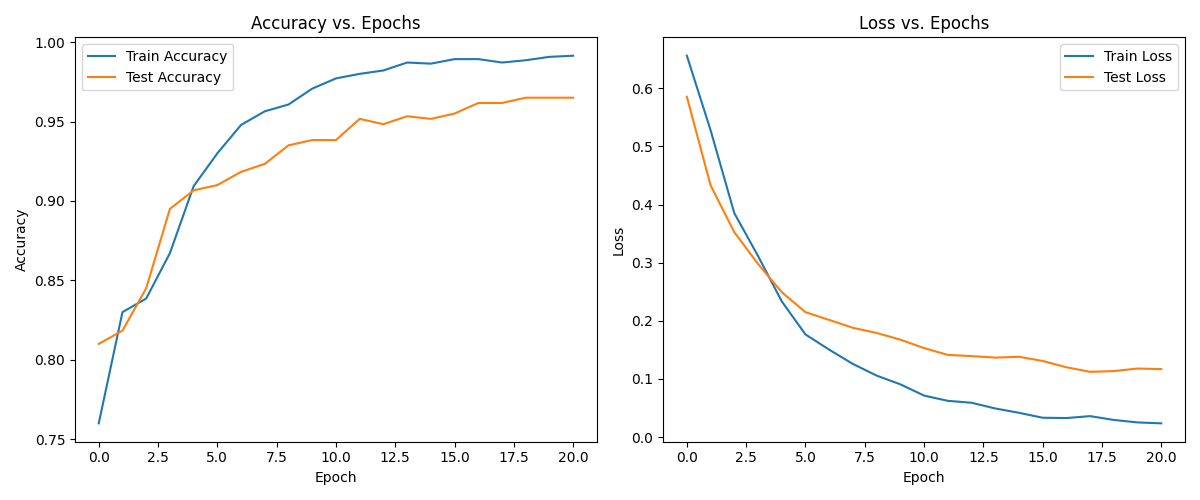 Accuracy vs. Epochs
1.00
0.95
0.90
0.85
0.80
0.75
Accuracy
Train Accuracy
Test Accuracy
0.0 2.5 5.0 7.5 10.0 12.5 15.0 17.5 20.0
Epoch
Loss vs. Epochs
0.6
0.5
0.4
0.3
0.2
0.1
0.0
Loss
Train Loss
Test Loss
0.0 2.5 5.0 7.5 10.0 12.5 15.0 17.5 20.0
Epoch